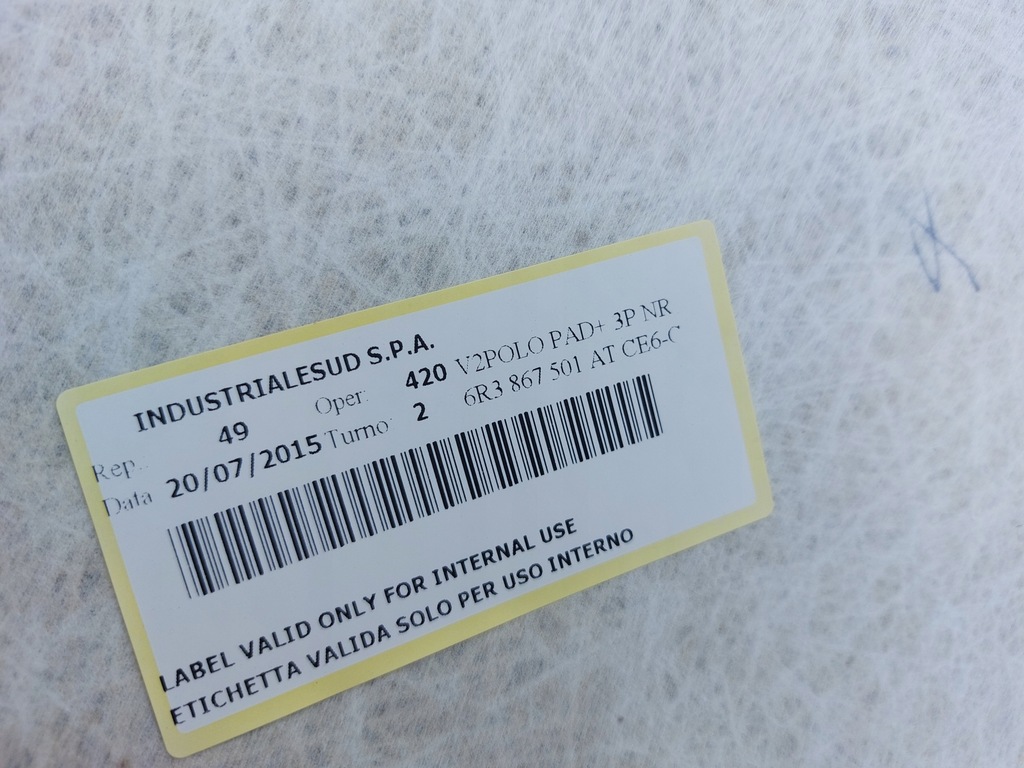 INDUSTRIALESUD S.P.A.
Rep.. 49 Oper: 420 V2POLO PAD+ 3P NR
Data 20/07/2015 Turno: 2 6R3 867 501 AT CE6-
LABEL VALID ONLY FOR INTERNAL USE
ETICHETTA VALIDA SOLO PER USO INTERNO